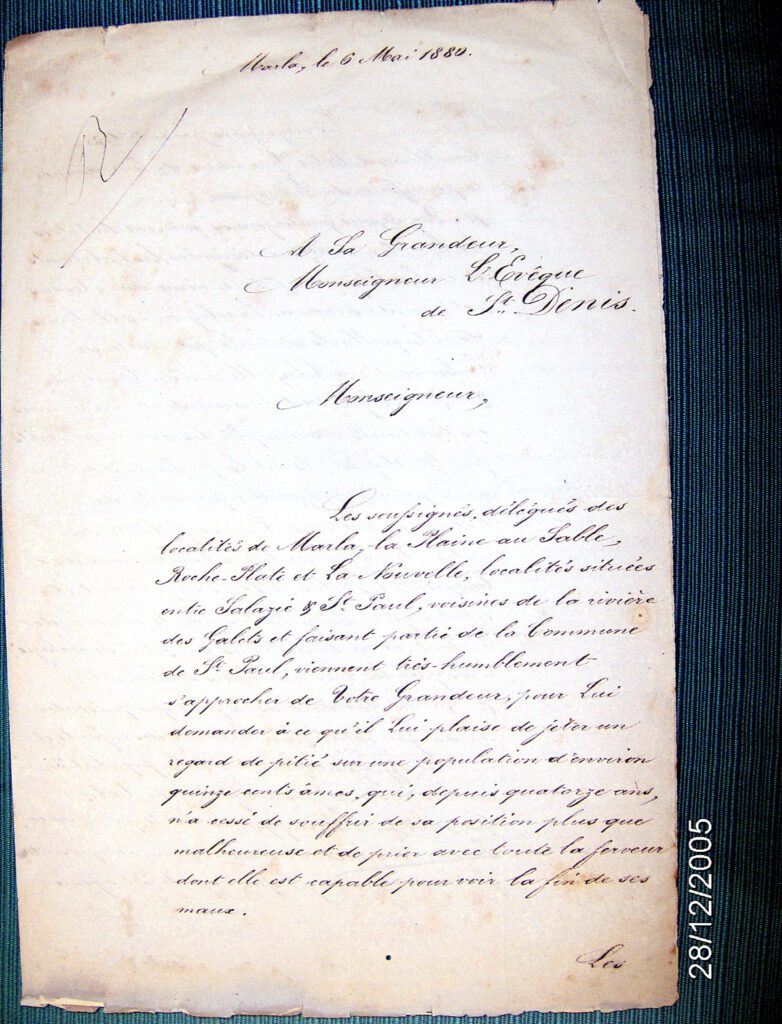 Marla, le 6 Mai 1880.
A Sa Grandeur,
Monseigneur L'Evêque
de St. Denis.
Monseigneur,
Les soussignés, délégués des
localités de Marla, la Plaine au Sable,
Roche-Plate et La Nouvelle, localités situées
entre Salazie & St. Paul, voisines de la rivière
des Galets et faisant partie de la Commune
de St. Paul, viennent très-humblement
s'approcher de Votre Grandeur, pour Lui
demander à ce qu'il Lui plaise de jéter un
regard de pitié sur une population d'environ
quinze cents âmes, qui, depuis quatorze ans,
n'a cessé de souffrir de sa position plus que
malheureuse et de prier avec toute la ferveur
dont elle est capable pour voir la fin de ses
maux.
Les
28/12/2005